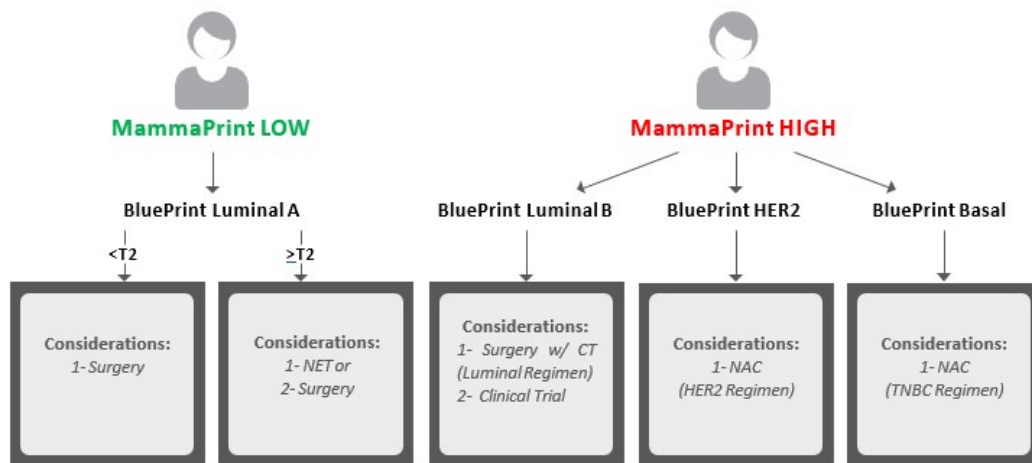 MammaPrint LOW
MammaPrint HIGH
BluePrint Luminal A
BluePrint Luminal B
BluePrint HER2
BluePrint Basal
<T2
≥T2
Considerations:
1- Surgery
Considerations:
1- NET or
2- Surgery
Considerations:
1- Surgery w/ CT
(Luminal Regimen)
2- Clinical Trial
Considerations:
1- NAC
(HER2 Regimen)
Considerations:
1- NAC
(TNBC Regimen)